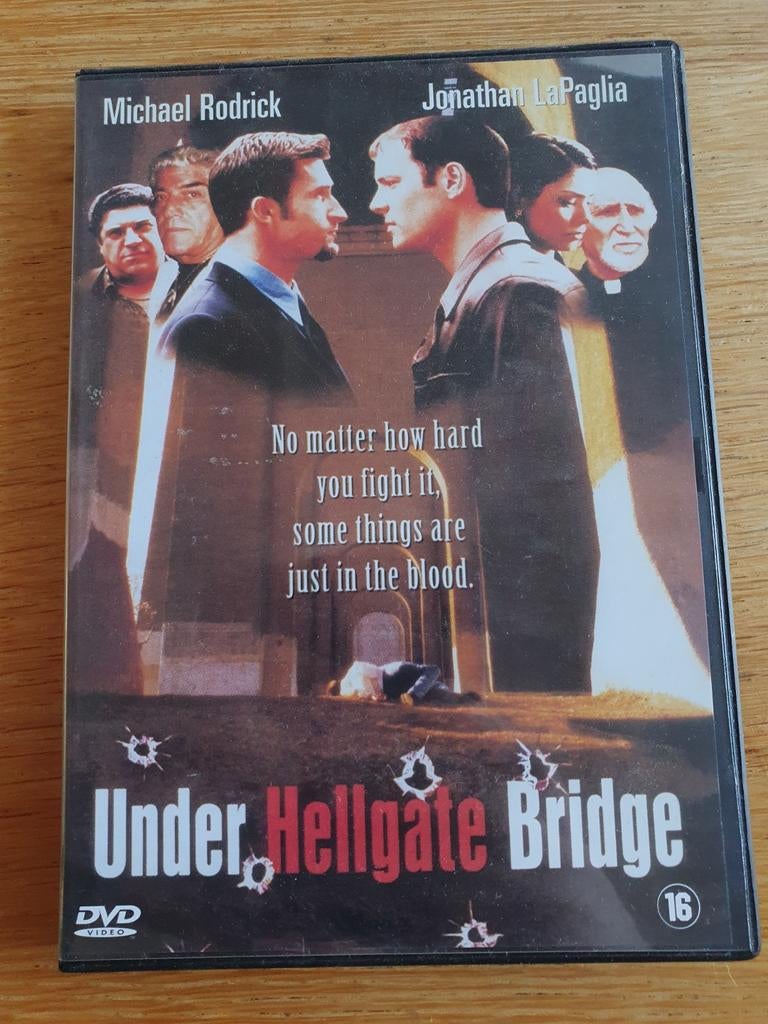 Michael Rodrick
Jonathan LaPaglia
No matter how hard
you fight it,
some things are
just in the blood.
Under Hellgate Bridge
DVD
VIDEO
16